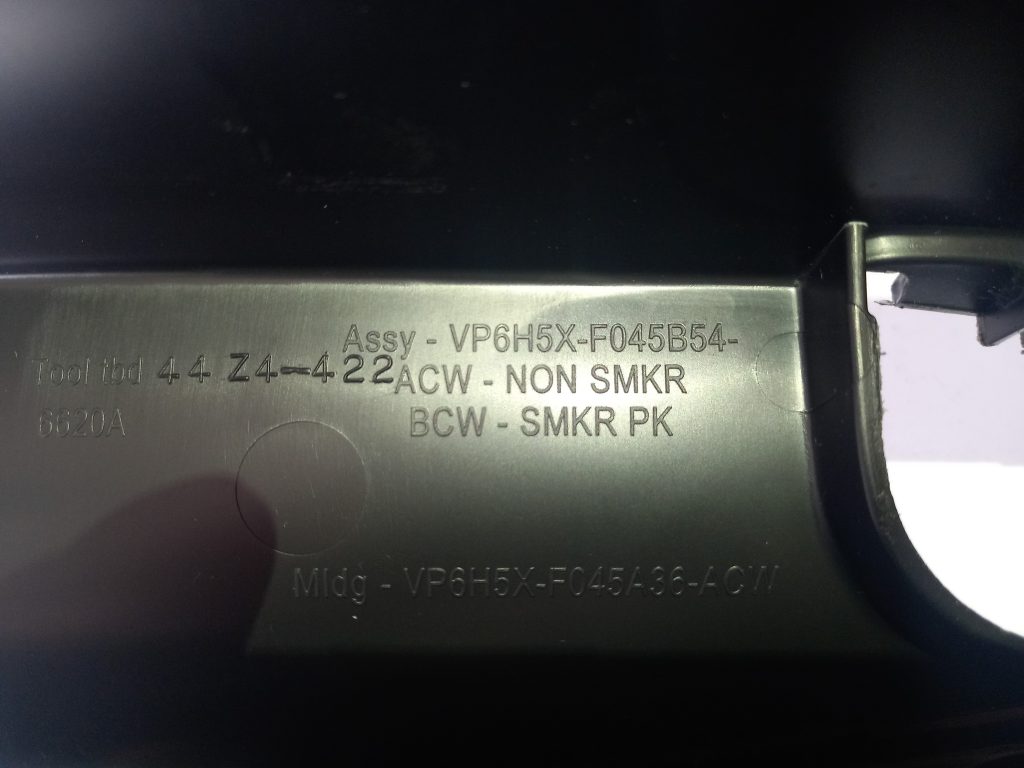 Tool tbd 44 Z4-422
6620A
Assy - VP6H5X-F045B54-
ACW - NON SMKR
BCW - SMKR PK
Mldg - VP6H5X-F045A36-ACW